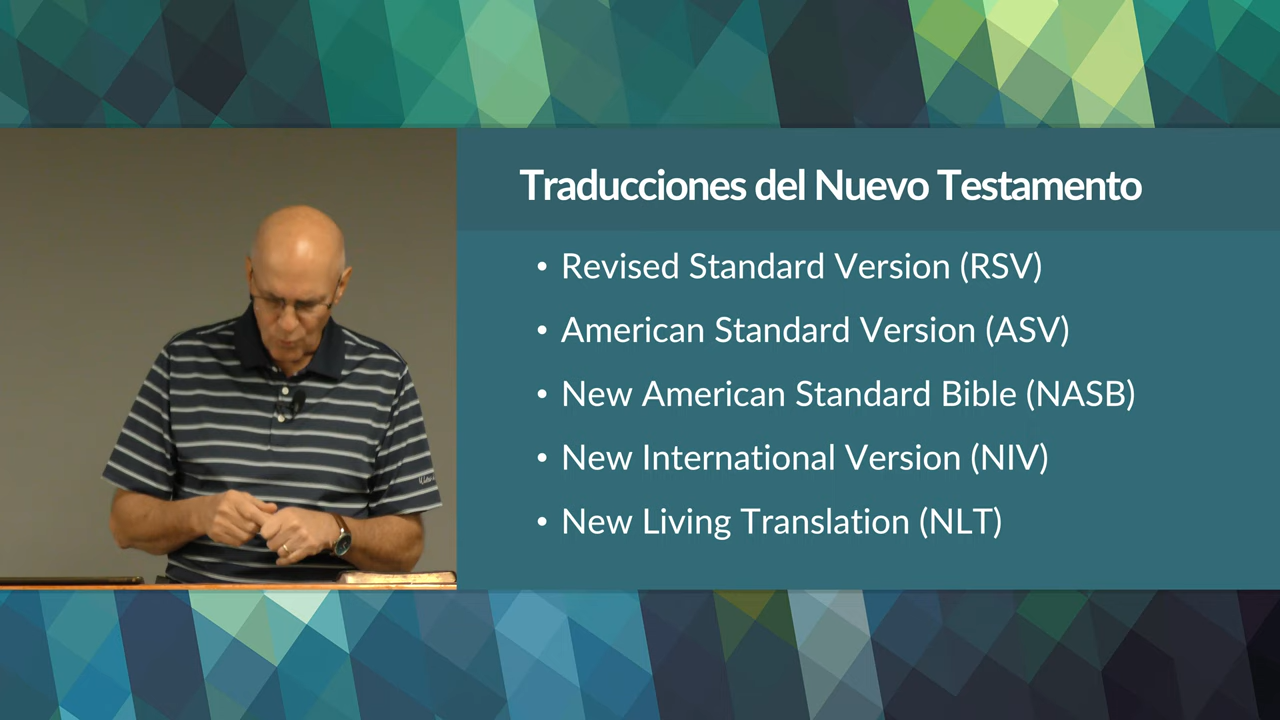 Traducciones del Nuevo Testamento
• Revised Standard Version (RSV)
• American Standard Version (ASV)
• New American Standard Bible (NASB)
• New International Version (NIV)
• New Living Translation (NLT)